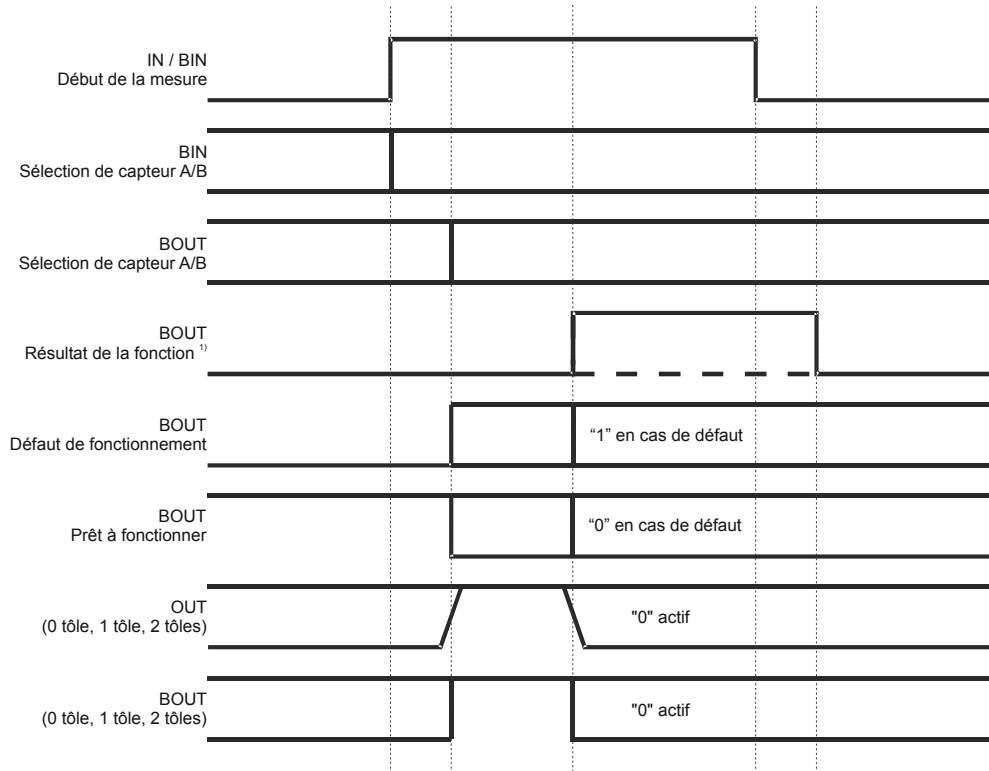 IN / BIN
Début de la mesure
BIN
Sélection de capteur A/B
BOUT
Sélection de capteur A/B
BOUT
Résultat de la fonction 1)
BOUT
Défaut de fonctionnement
“1” en cas de défaut
BOUT
Prêt à fonctionner
“0” en cas de défaut
OUT
(0 tôle, 1 tôle, 2 tôles)
"0" actif
BOUT
(0 tôle, 1 tôle, 2 tôles)
"0" actif